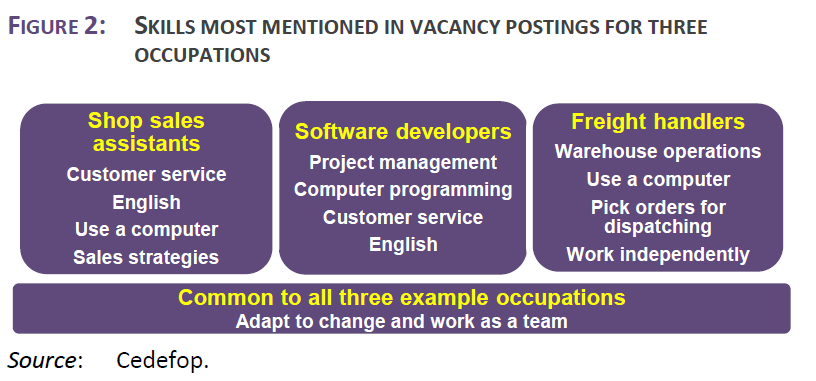 FIGURE 2: SKILLS MOST MENTIONED IN VACANCY POSTINGS FOR THREE
OCCUPATIONS
Shop sales
assistants
Customer service
English
Use a computer
Sales strategies
Software developers
Project management
Computer programming
Customer service
English
Freight handlers
Warehouse operations
Use a computer
Pick orders for
dispatching
Work independently
Common to all three example occupations
Adapt to change and work as a team
Source: Cedefop.